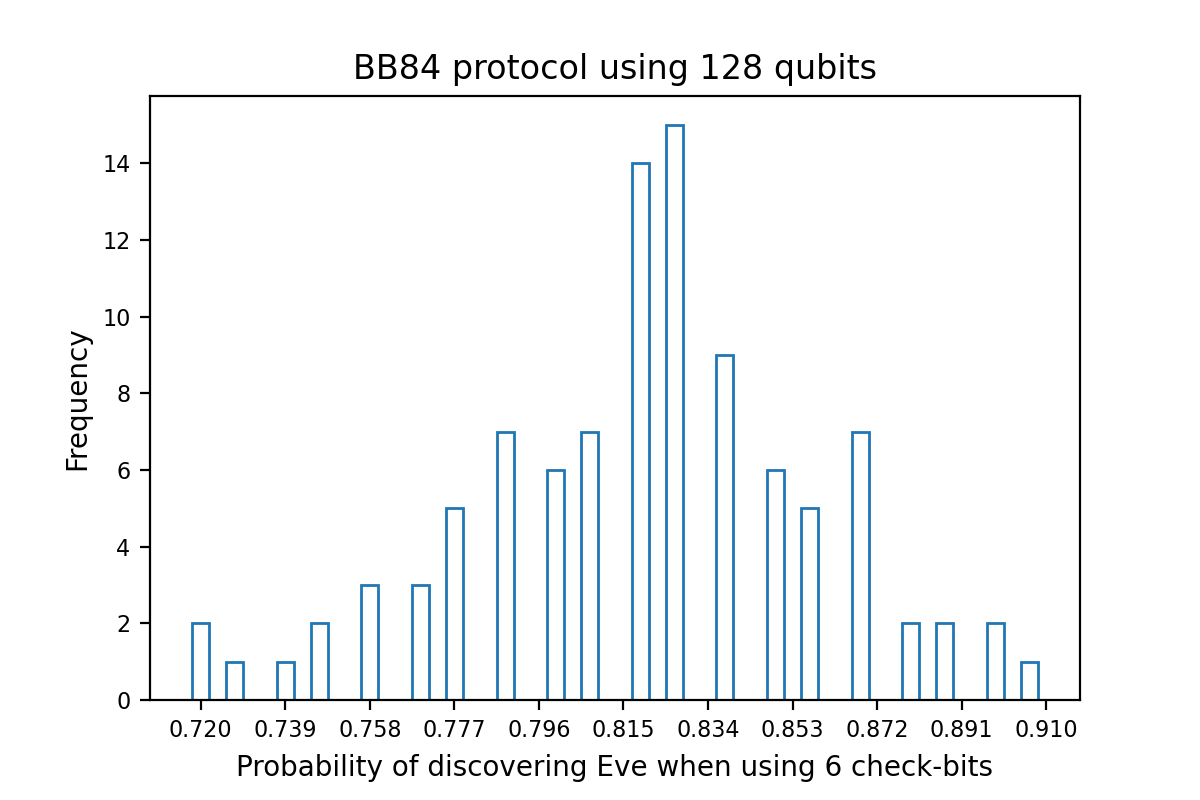 BB84 protocol using 128 qubits
14
12
10
8
6
4
2
0
Frequency
0.720 0.739 0.758 0.777 0.796 0.815 0.834 0.853 0.872 0.891 0.910
Probability of discovering Eve when using 6 check-bits